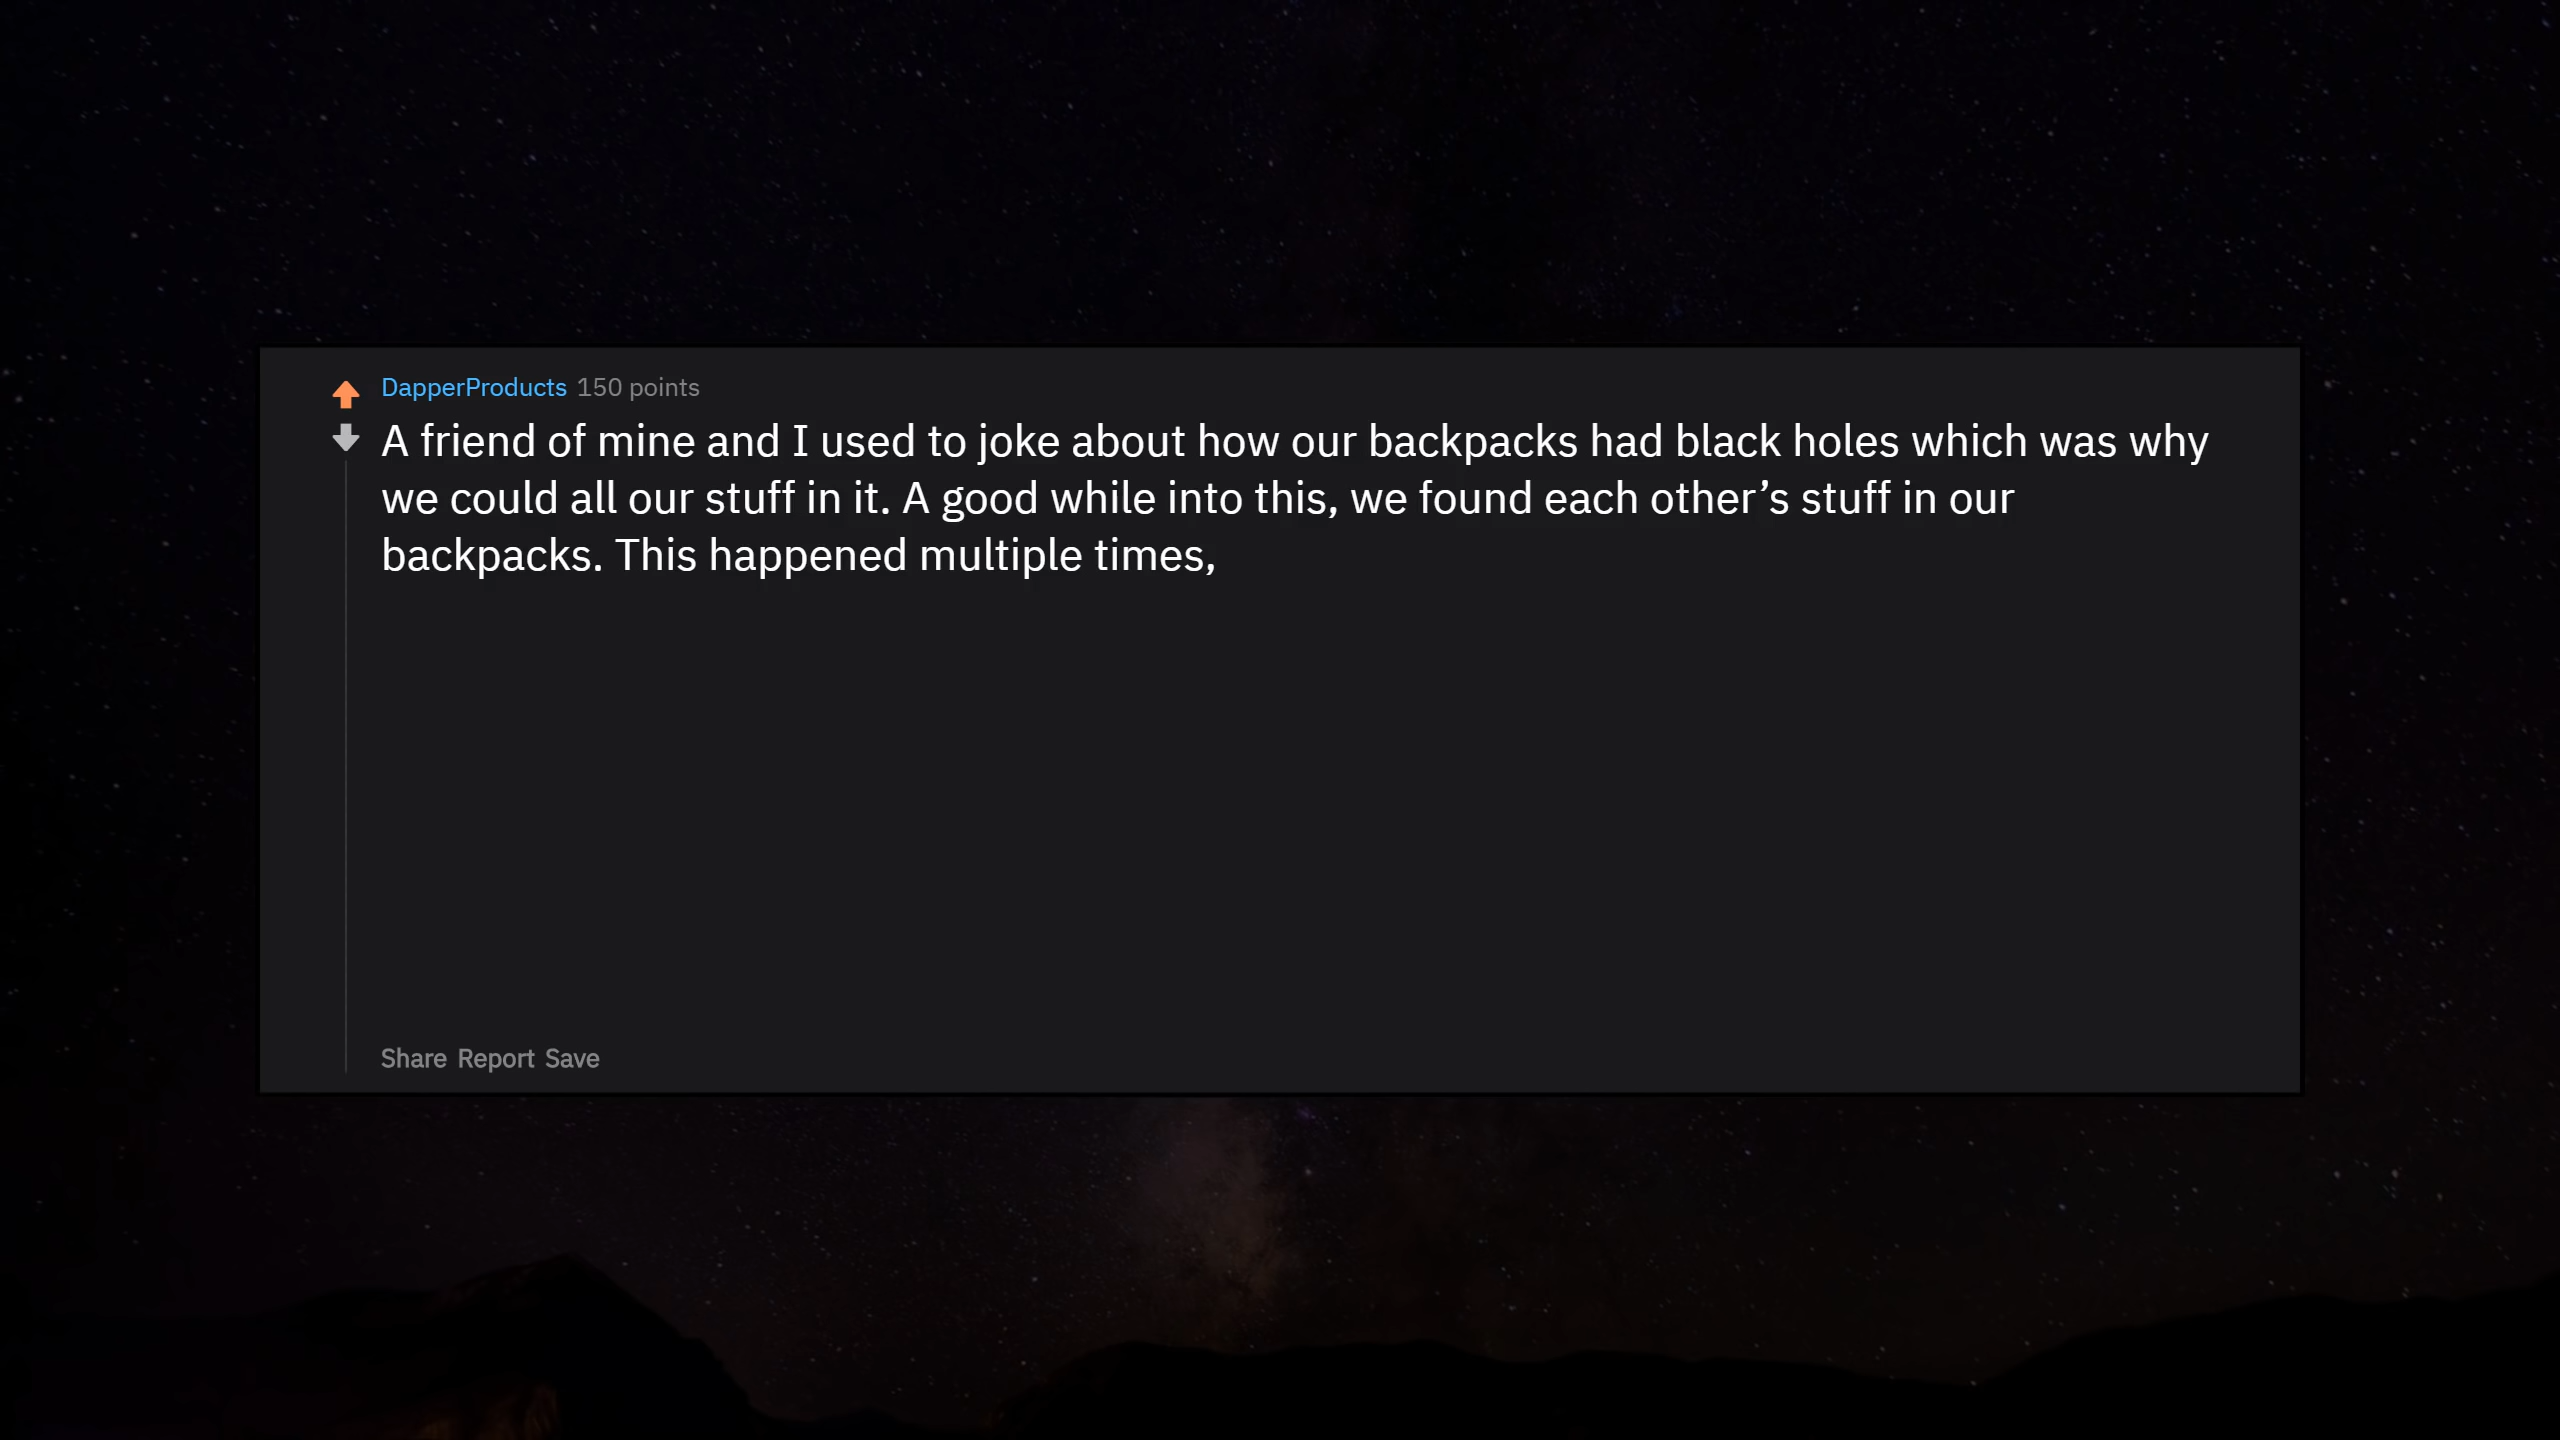 DapperProducts 150 points
A friend of mine and I used to joke about how our backpacks had black holes which was why
we could all our stuff in it. A good while into this, we found each other’s stuff in our
backpacks. This happened multiple times,
Share Report Save